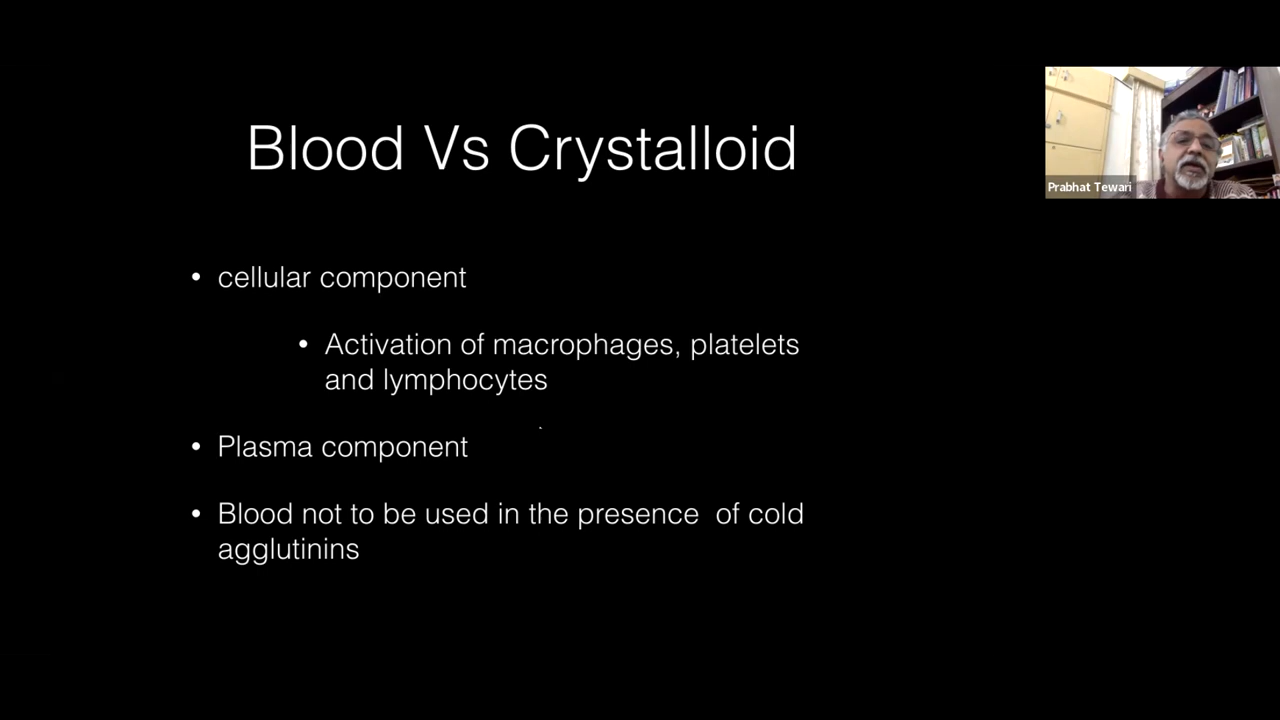 Blood Vs Crystalloid
Prabhat Tewari
• cellular component
• Activation of macrophages, platelets
and lymphocytes
• Plasma component
• Blood not to be used in the presence  of cold
agglutinins